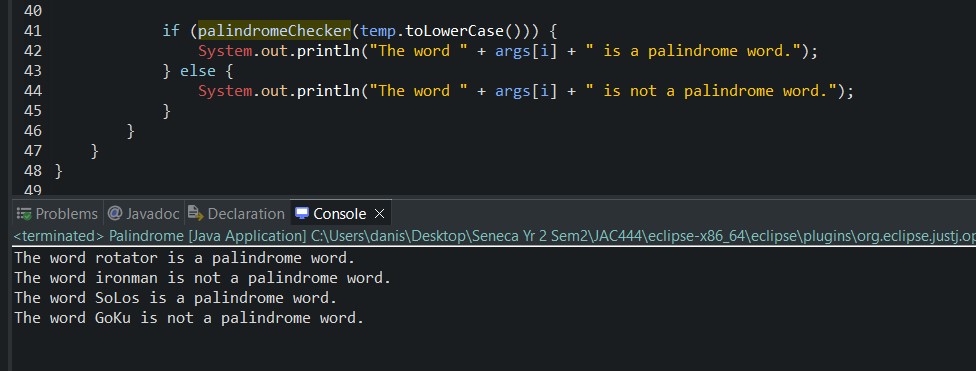 40
41 if (palindromeChecker(temp.toLowerCase())) {
42 System.out.println("The word " + args[i] + " is a palindrome word.");
43 } else {
44 System.out.println("The word " + args[i] + " is not a palindrome word.");
45 }
46 }
47 }
48 }
49
Problems @ Javadoc Declaration Console
<terminated> Palindrome [Java Application] C:\Users\danis\Desktop\Seneca Yr 2 Sem2\JAC444\eclipse-x86_64\eclipse\plugins\org.eclipse.justj.op
The word rotator is a palindrome word.
The word ironman is not a palindrome word.
The word SoLos is a palindrome word.
The word GoKu is not a palindrome word.